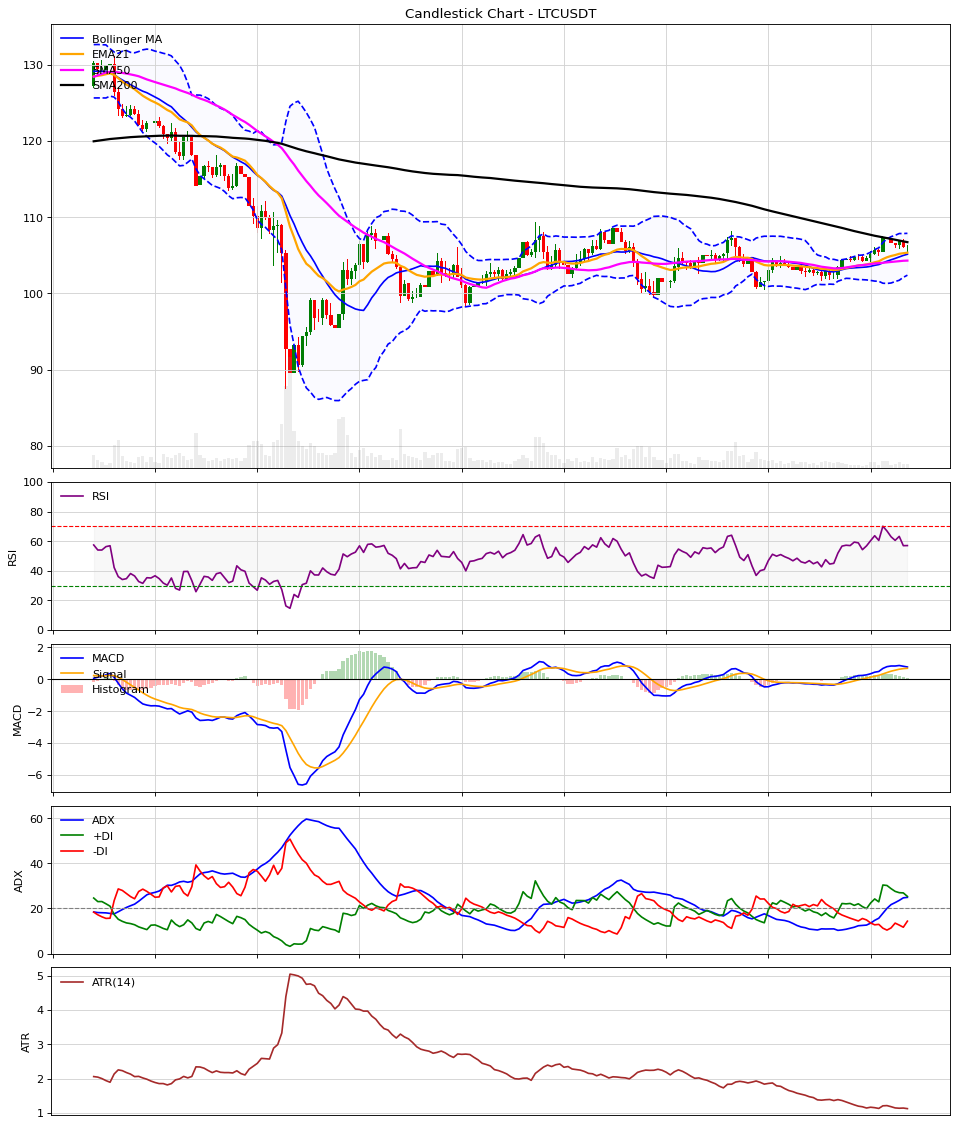 Candlestick Chart - LTCUSDT
Bollinger MA
EMA21
SMA50
SMA200
130
120
110
100
90
80
RSI
100
80
60
40
20
0
RSI
MACD
Signal
Histogram
2
0
−2
−4
−6
MACD
ADX
+DI
-DI
60
40
20
0
ADX
ATR(14)
5
4
3
2
1
ATR